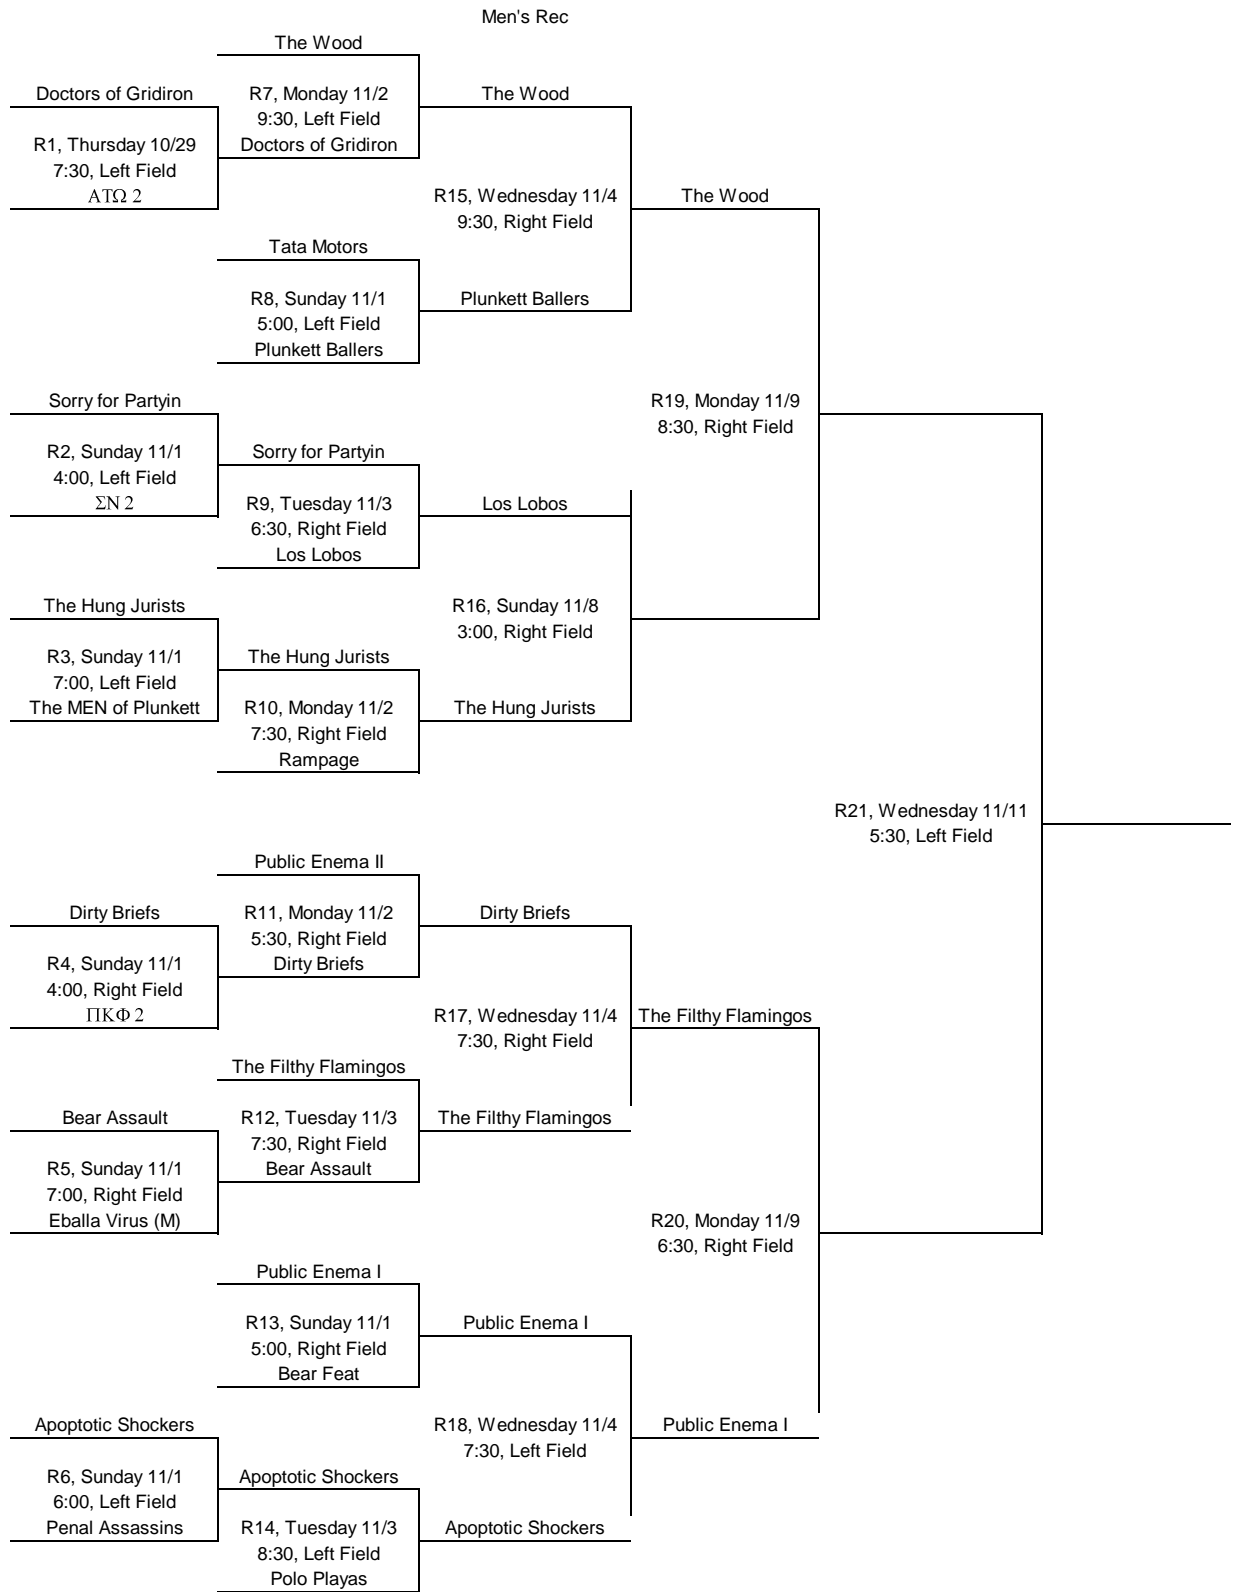 Men's Rec
The Wood
Doctors of Gridiron
R7, Monday 11/2
9:30, Left Field
Doctors of Gridiron
The Wood
R1, Thursday 10/29
7:30, Left Field
ΑΤΩ 2
R15, Wednesday 11/4
9:30, Right Field
The Wood
Tata Motors
R8, Sunday 11/1
5:00, Left Field
Plunkett Ballers
Plunkett Ballers
Sorry for Partyin
R19, Monday 11/9
8:30, Right Field
R2, Sunday 11/1
4:00, Left Field
ΣΝ 2
Sorry for Partyin
R9, Tuesday 11/3
6:30, Right Field
Los Lobos
Los Lobos
The Hung Jurists
R16, Sunday 11/8
3:00, Right Field
R3, Sunday 11/1
7:00, Left Field
The MEN of Plunkett
The Hung Jurists
R10, Monday 11/2
7:30, Right Field
Rampage
The Hung Jurists
R21, Wednesday 11/11
5:30, Left Field
Public Enema II
Dirty Briefs
R11, Monday 11/2
5:30, Right Field
Dirty Briefs
Dirty Briefs
R4, Sunday 11/1
4:00, Right Field
ΠΚΦ 2
R17, Wednesday 11/4
7:30, Right Field
The Filthy Flamingos
The Filthy Flamingos
Bear Assault
R12, Tuesday 11/3
7:30, Right Field
Bear Assault
The Filthy Flamingos
R5, Sunday 11/1
7:00, Right Field
Eballa Virus (M)
R20, Monday 11/9
6:30, Right Field
Public Enema I
R13, Sunday 11/1
5:00, Right Field
Bear Feat
Public Enema I
Apoptotic Shockers
R18, Wednesday 11/4
7:30, Left Field
Public Enema I
R6, Sunday 11/1
6:00, Left Field
Penal Assassins
Apoptotic Shockers
R14, Tuesday 11/3
8:30, Left Field
Polo Playas
Apoptotic Shockers